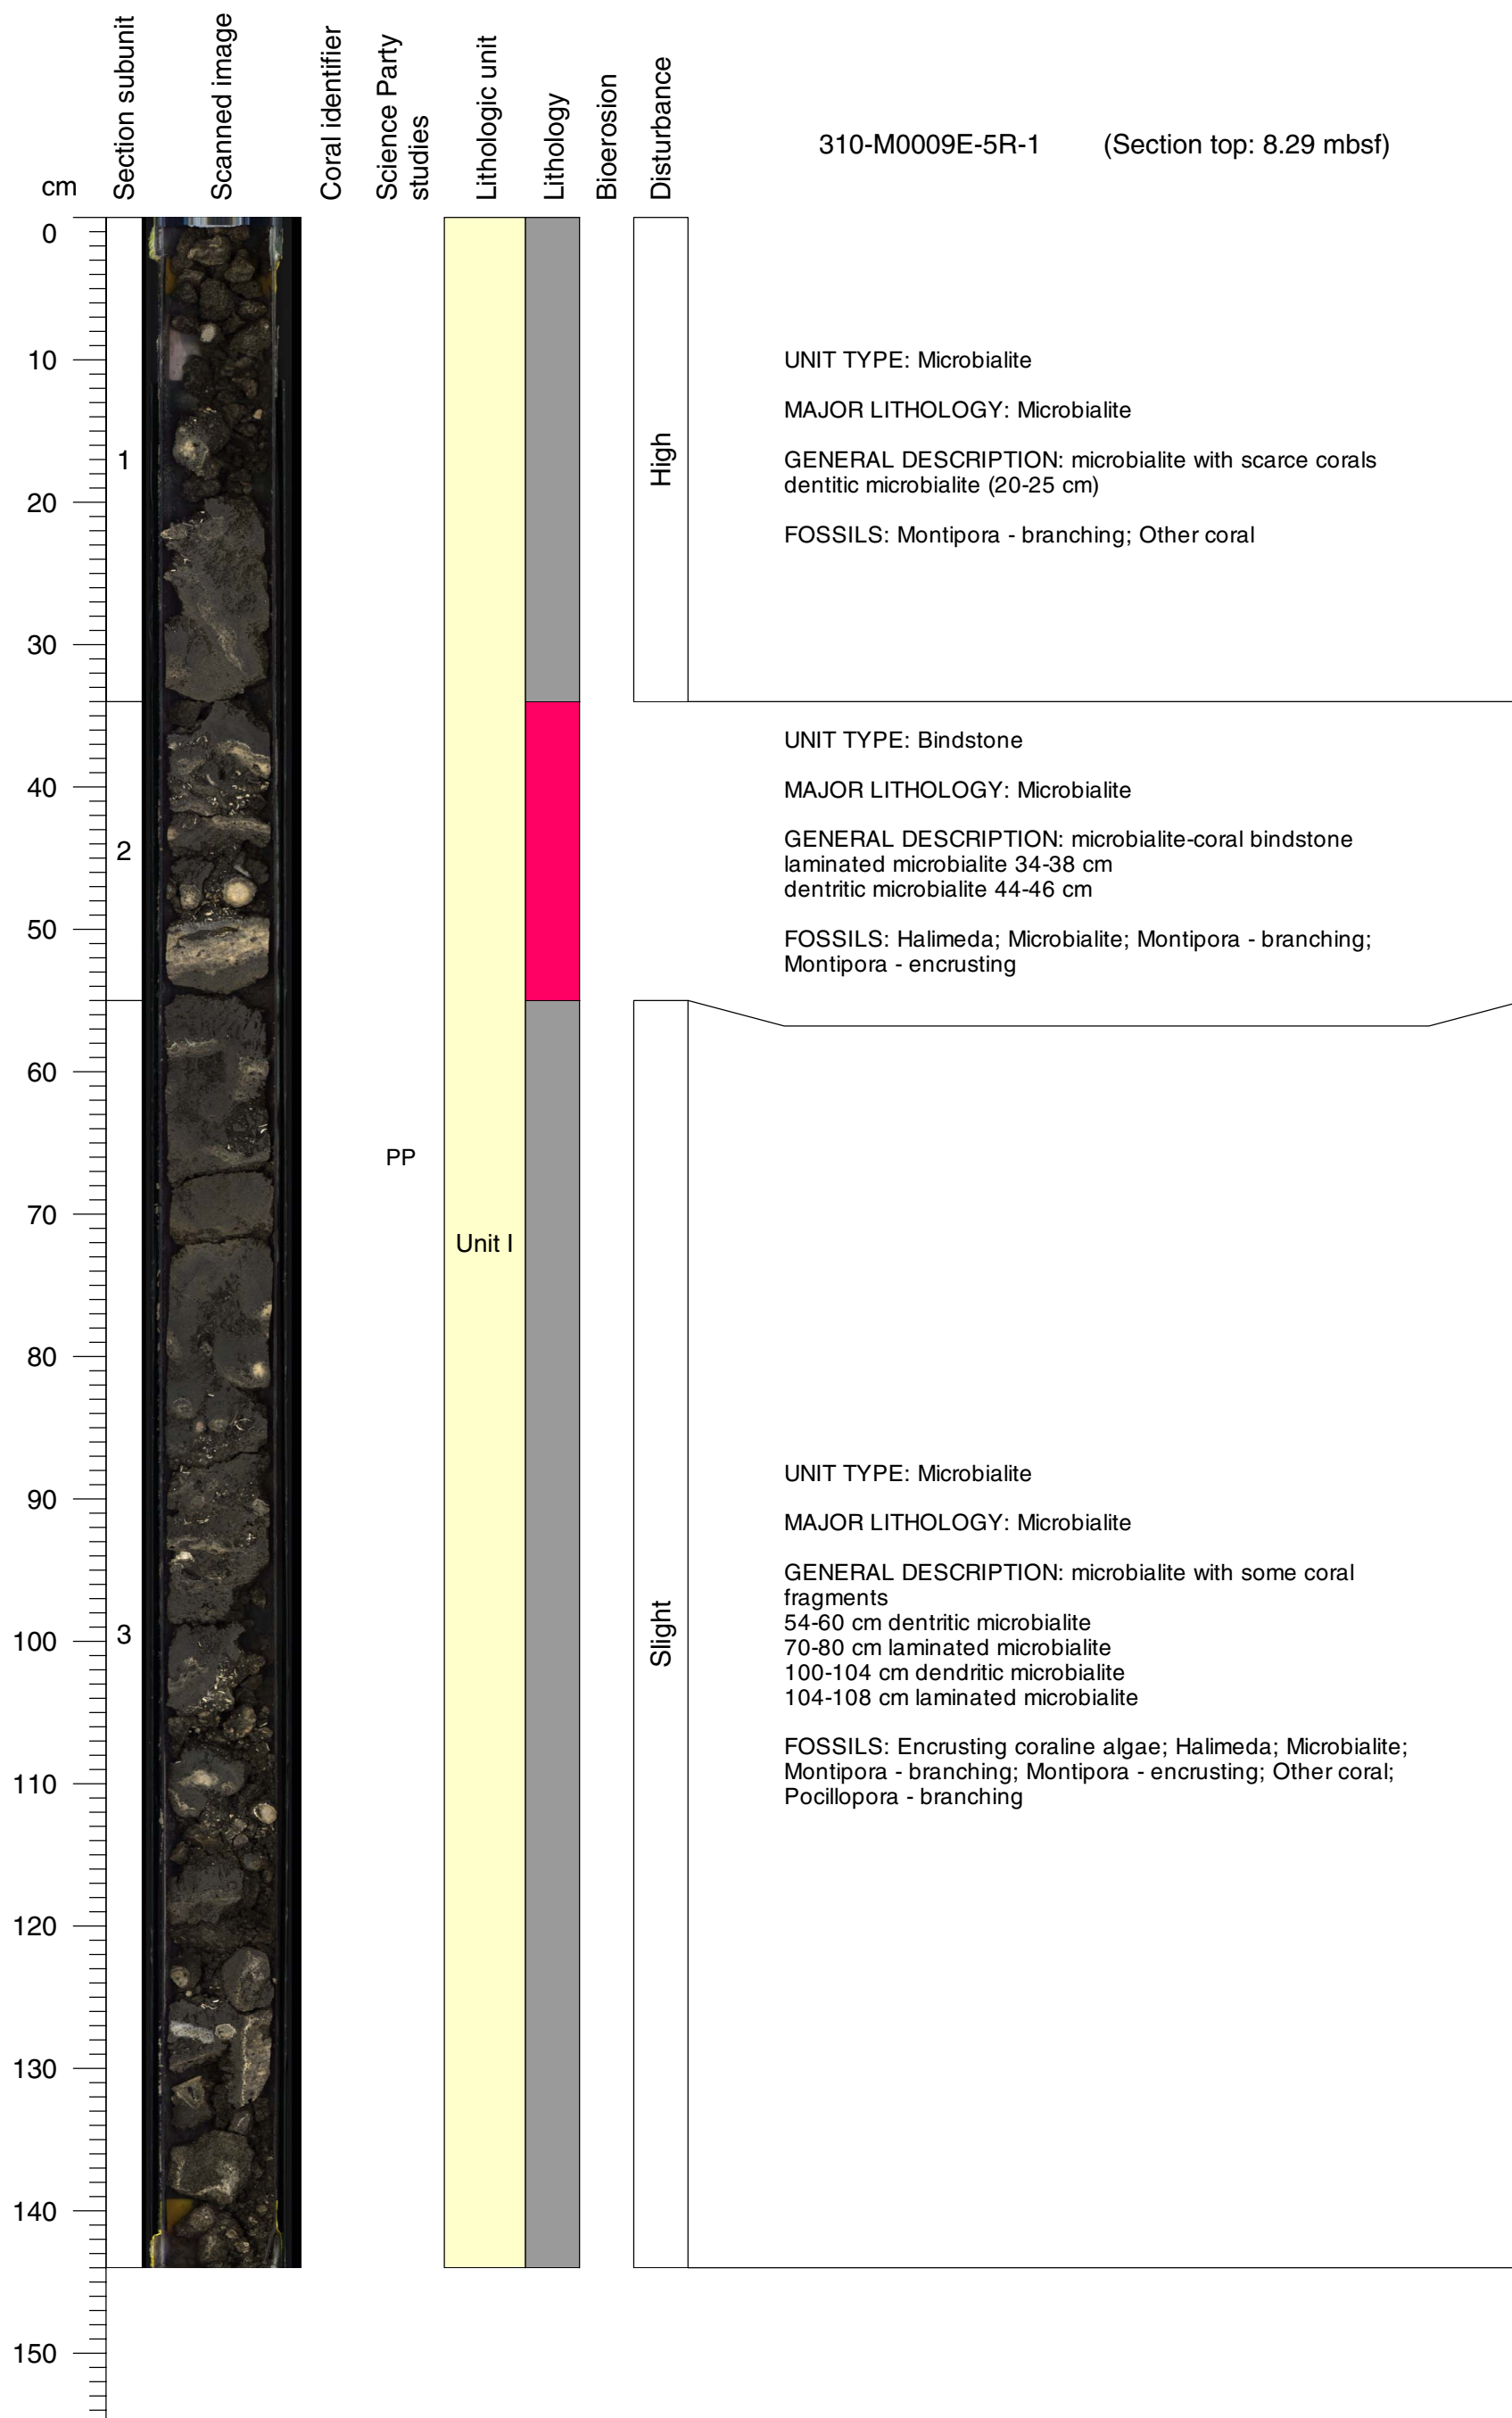 cm
Section subunit
Scanned image
Coral identifier
Science Party
studies
Lithologic unit
Lithology
Bioerosion
Disturbance
310-M0009E-5R-1 (Section top: 8.29 mbsf)
0
10
20
30
40
50
60
70
80
90
100
110
120
130
140
150
1
2
3
PP
Unit I
High
Slight
UNIT TYPE: Microbialite
MAJOR LITHOLOGY: Microbialite
GENERAL DESCRIPTION: microbialite with scarce corals
dentitic microbialite (20-25 cm)
FOSSILS: Montipora - branching; Other coral
UNIT TYPE: Bindstone
MAJOR LITHOLOGY: Microbialite
GENERAL DESCRIPTION: microbialite-coral bindstone
laminated microbialite 34-38 cm
dentritic microbialite 44-46 cm
FOSSILS: Halimeda; Microbialite; Montipora - branching;
Montipora - encrusting
UNIT TYPE: Microbialite
MAJOR LITHOLOGY: Microbialite
GENERAL DESCRIPTION: microbialite with some coral
fragments
54-60 cm dentritic microbialite
70-80 cm laminated microbialite
100-104 cm dendritic microbialite
104-108 cm laminated microbialite
FOSSILS: Encrusting coraline algae; Halimeda; Microbialite;
Montipora - branching; Montipora - encrusting; Other coral;
Pocillopora - branching